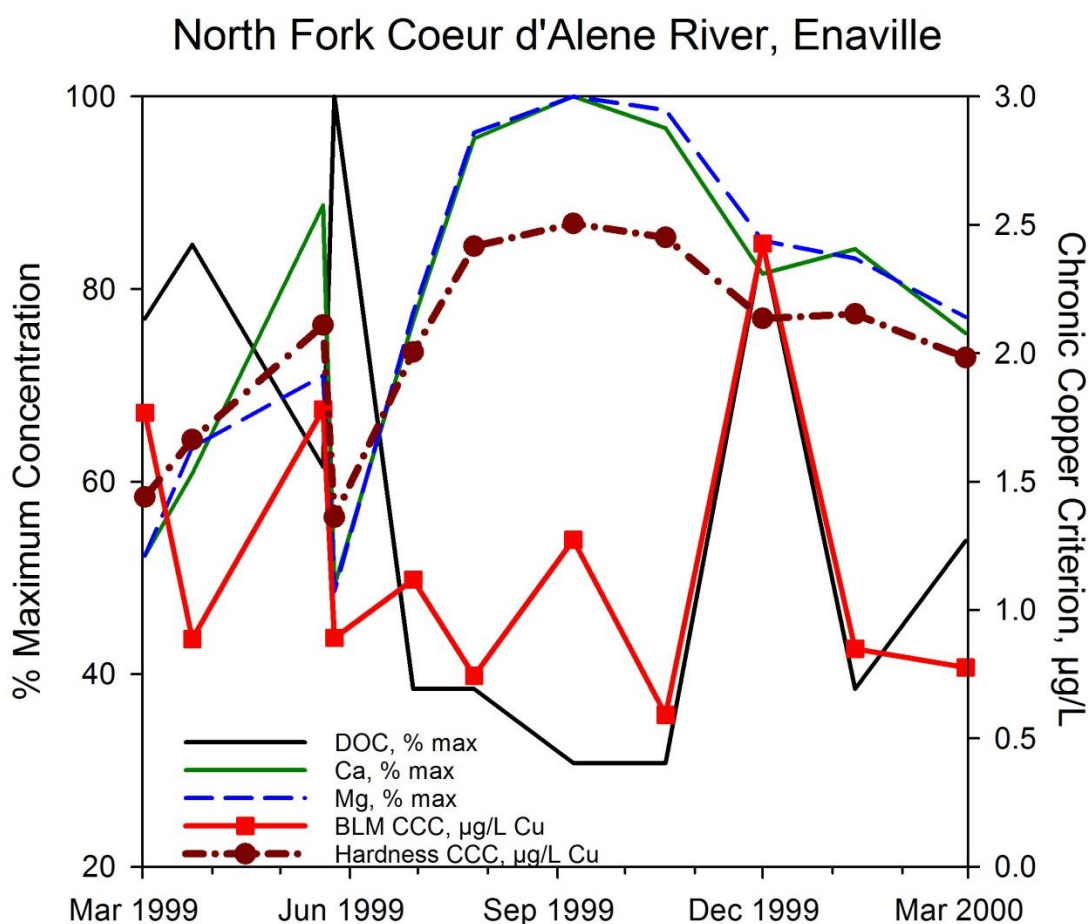 North Fork Coeur d'Alene River, Enaville
% Maximum Concentration
100
80
60
40
20
3.0
2.5
2.0
1.5
1.0
0.5
0.0
Chronic Copper Criterion, µg/L
DOC, % max
Ca, % max
Mg, % max
BLM CCC, µg/L Cu
Hardness CCC, µg/L Cu
Mar 1999 Jun 1999 Sep 1999 Dec 1999 Mar 2000